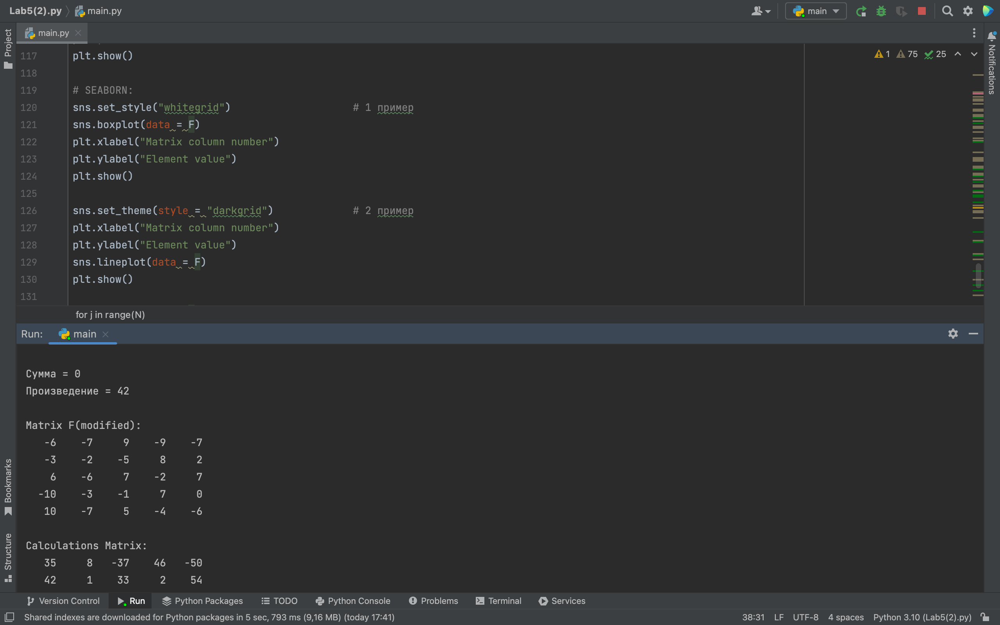 Lab5(2).py main.py main
main.py
Project
Notifications
1 75 25
117 plt.show()
118
119 # SEABORN:
120 sns.set_style("whitegrid") # 1 пример
121 sns.boxplot(data = F)
122 plt.xlabel("Matrix column number")
123 plt.ylabel("Element value")
124 plt.show()
125
126 sns.set_theme(style = "darkgrid") # 2 пример
127 plt.xlabel("Matrix column number")
128 plt.ylabel("Element value")
129 sns.lineplot(data = F)
130 plt.show()
131
for j in range(N)
Run: main
Сумма = 0
Произведение = 42
Matrix F(modified):
-6 -7 9 -9 -7
-3 -2 -5 8 2
6 -6 7 -2 7
-10 -3 -1 7 0
10 -7 5 -4 -6
Calculations Matrix:
35 8 -37 46 -50
42 1 33 2 54
Bookmarks
Structure
Version Control Run Python Packages TODO Python Console Problems Terminal Services
Shared indexes are downloaded for Python packages in 5 sec, 793 ms (9,16 MB) (today 17:41) 38:31 LF UTF-8 4 spaces Python 3.10 (Lab5(2).py)